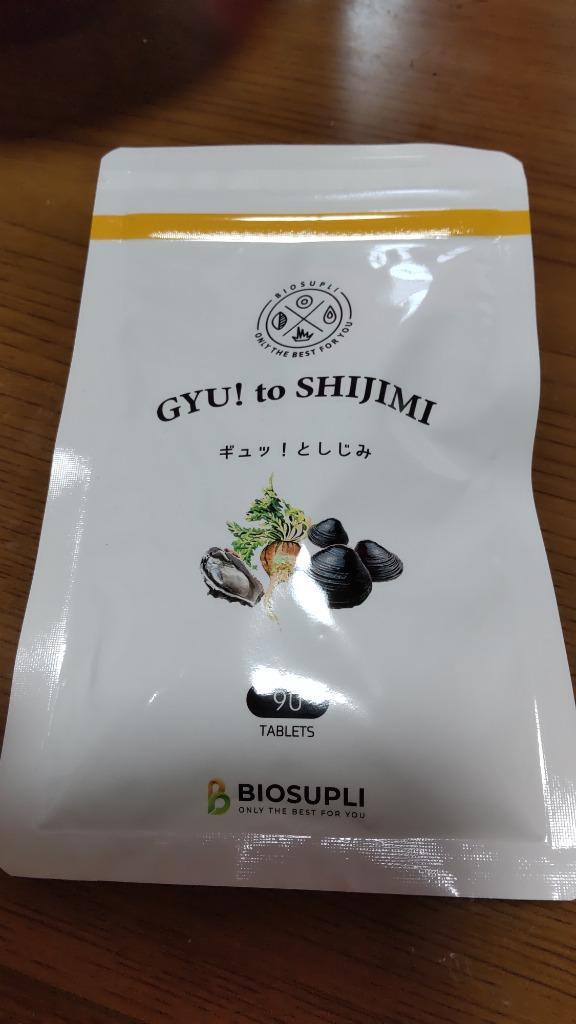 BIOSUPLI
ONLY THE BEST FOR YOU
GYU! to SHIJIMI
ギュッ！としじみ
90
TABLETS
BIOSUPLI
ONLY THE BEST FOR YOU